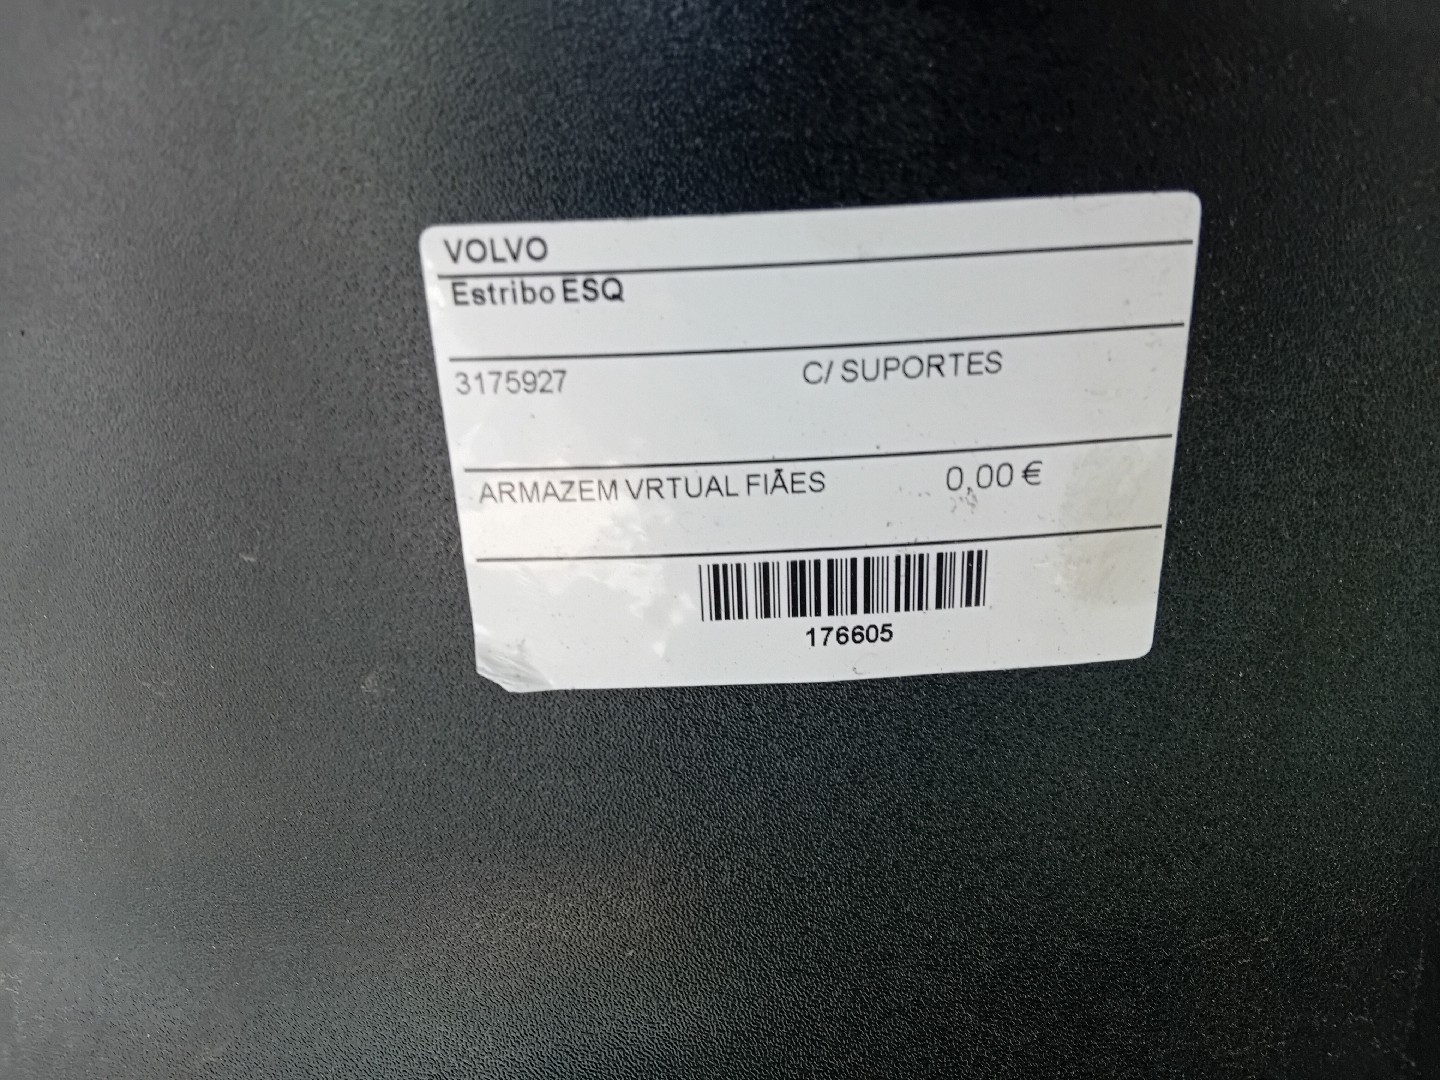 VOLVO
Estribo ESQ
3175927 C/ SUPORTES
ARMAZEM VRTUAL FIÃES 0,00 €
176605